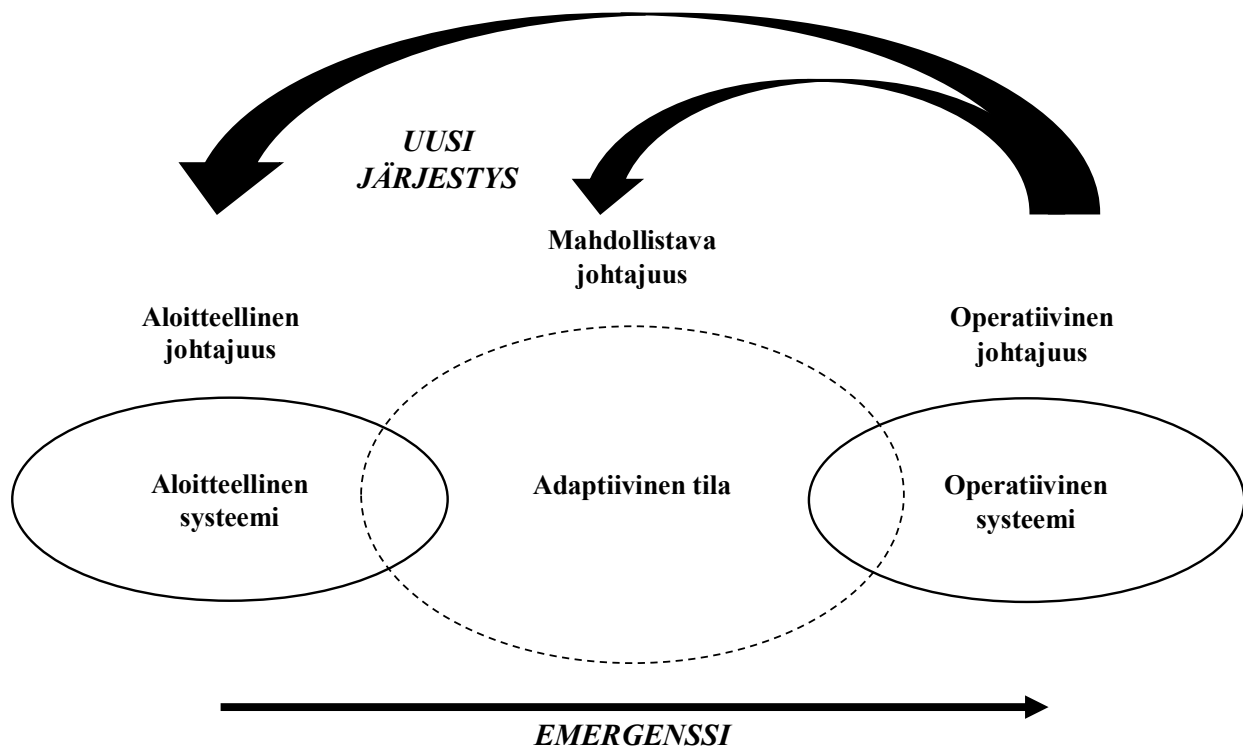 UUSI
JÄRJESTYS
Mahdollistava
johtajuus
Aloitteellinen
johtajuus
Operatiivinen
johtajuus
Aloitteellinen
systeemi
Adaptiivinen tila
Operatiivinen
systeemi
EMERGENSSI